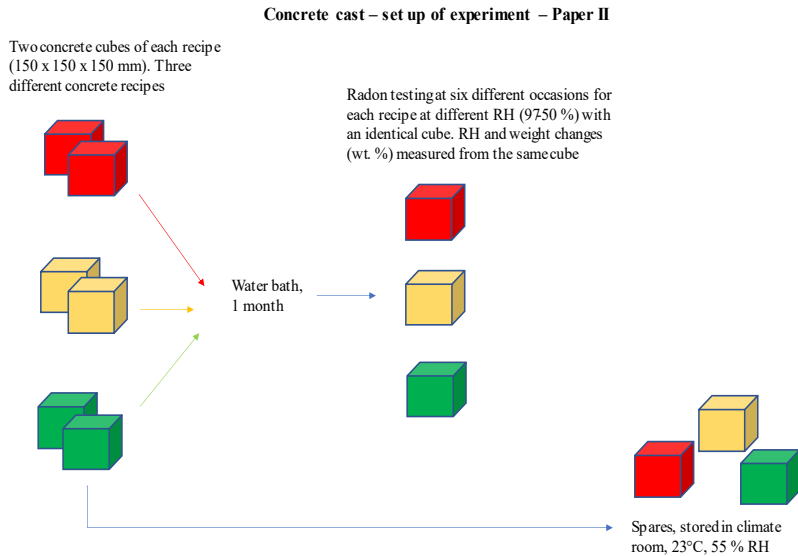 Concrete cast – set up of experiment – Paper II
Two concrete cubes of each recipe
(150 x 150 x 150 mm). Three
different concrete recipes
Radon testing at six different occasions for
each recipe at different RH (9750 %) with
an identical cube. RH and weight changes
(wt. %) measured from the same cube
Water bath,
1 month
Spares, stored in climate
room, 23°C, 55 % RH